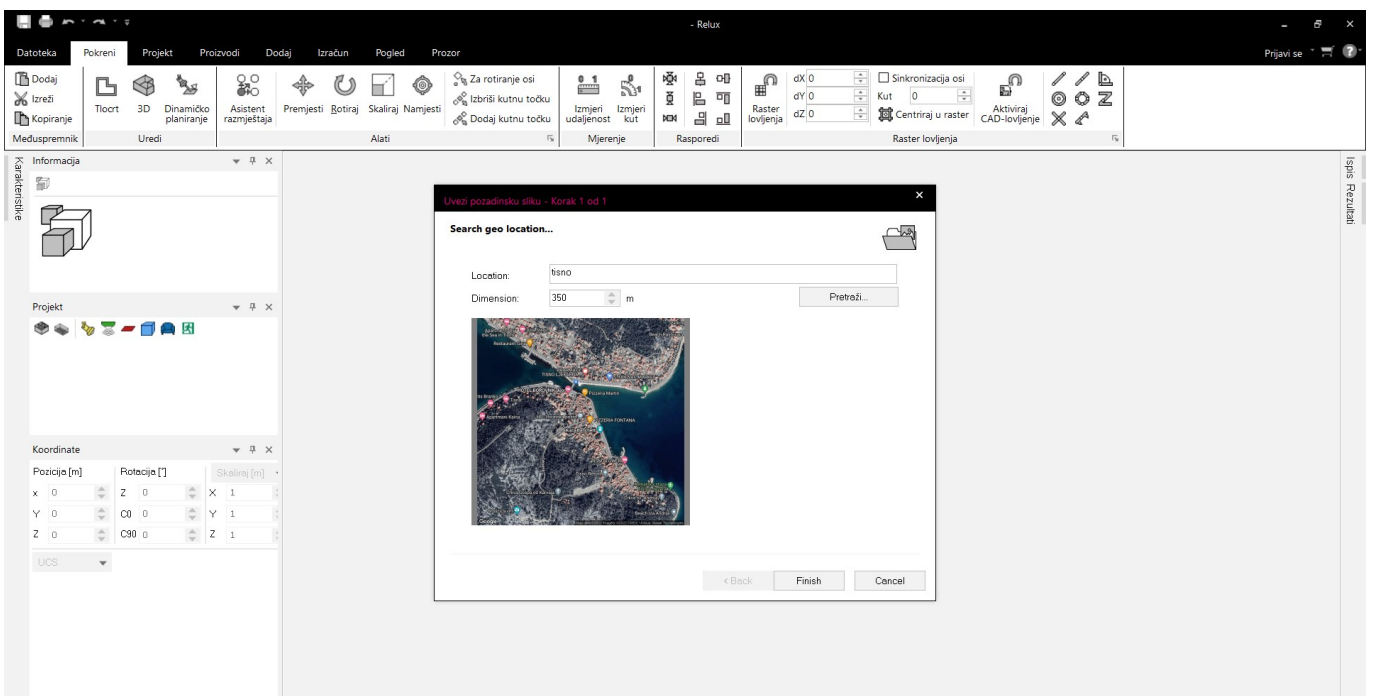 - Relux
Datoteka Pokreni Projekt Proizvodi Dodaj Izračun Pogled Prozor Prijavi se
Dodaj
Izreži
Kopiranje
Međuspremnik
Tlocrt 3D Dinamičko planiranje
Uredi
Asistent razmještaja
Premjesti Rotiraj Skaliraj Namjesti
Za rotiranje osi
Izbriši kutnu točku
Dodaj kutnu točku
Alati
0 1
Izmjeri udaljenost
Izmjeri kut
Mjerenje
Rasporedi
Raster lovljenja
dX 0
dY 0
dZ 0
Sinkronizacija osi
Kut 0
Centriraj u raster
Aktiviraj CAD-lovljenje
Raster lovljenja
Karakteristike
Informacija
Projekt
Koordinate
Pozicija [m] Rotacija [°] Skaliraj [m]
x 0 Z 0 X 1
Y 0 C0 0 Y 1
Z 0 C90 0 Z 1
UCS
Uvezi pozadinsku sliku - Korak 1 od 1
Search geo location...
Location: tisno
Dimension: 350 m Pretraži...
Pizzeria Martin
Google
< Back Finish Cancel
Ispis Rezultati